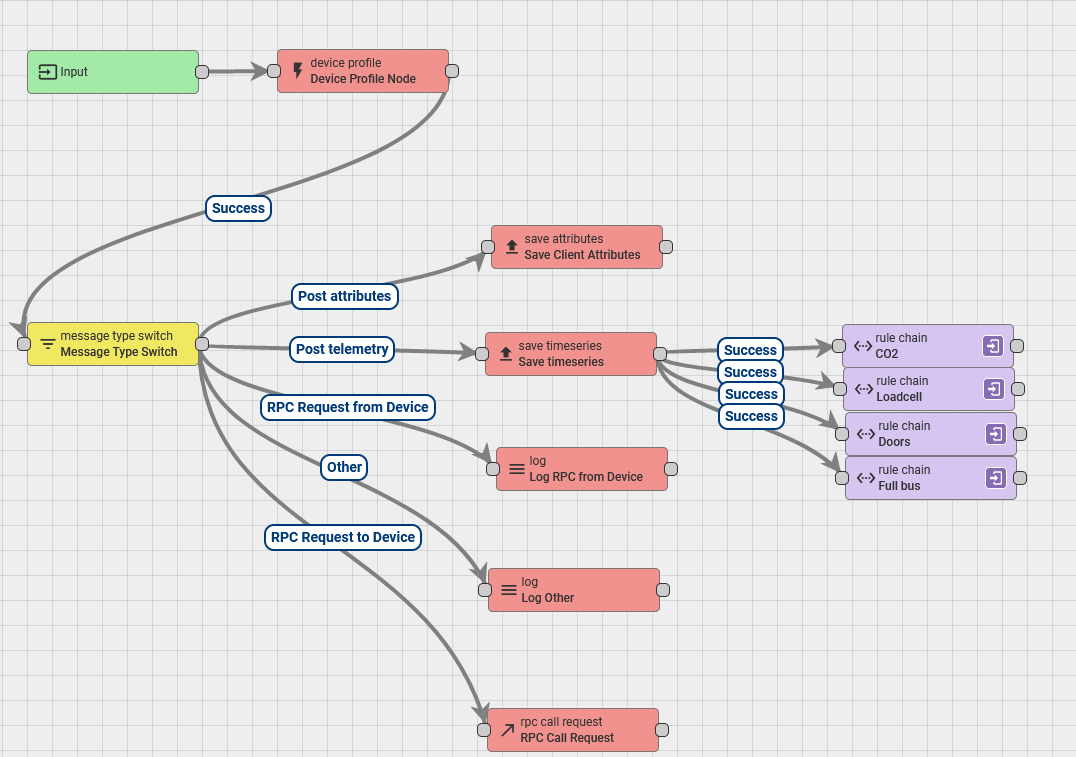 Input
device profile
Device Profile Node
Success
save attributes
Save Client Attributes
Post attributes
message type switch
Message Type Switch
Post telemetry
save timeseries
Save timeseries
Success
Success
Success
Success
rule chain
CO2
rule chain
Loadcell
rule chain
Doors
rule chain
Full bus
RPC Request from Device
log
Log RPC from Device
Other
RPC Request to Device
log
Log Other
rpc call request
RPC Call Request